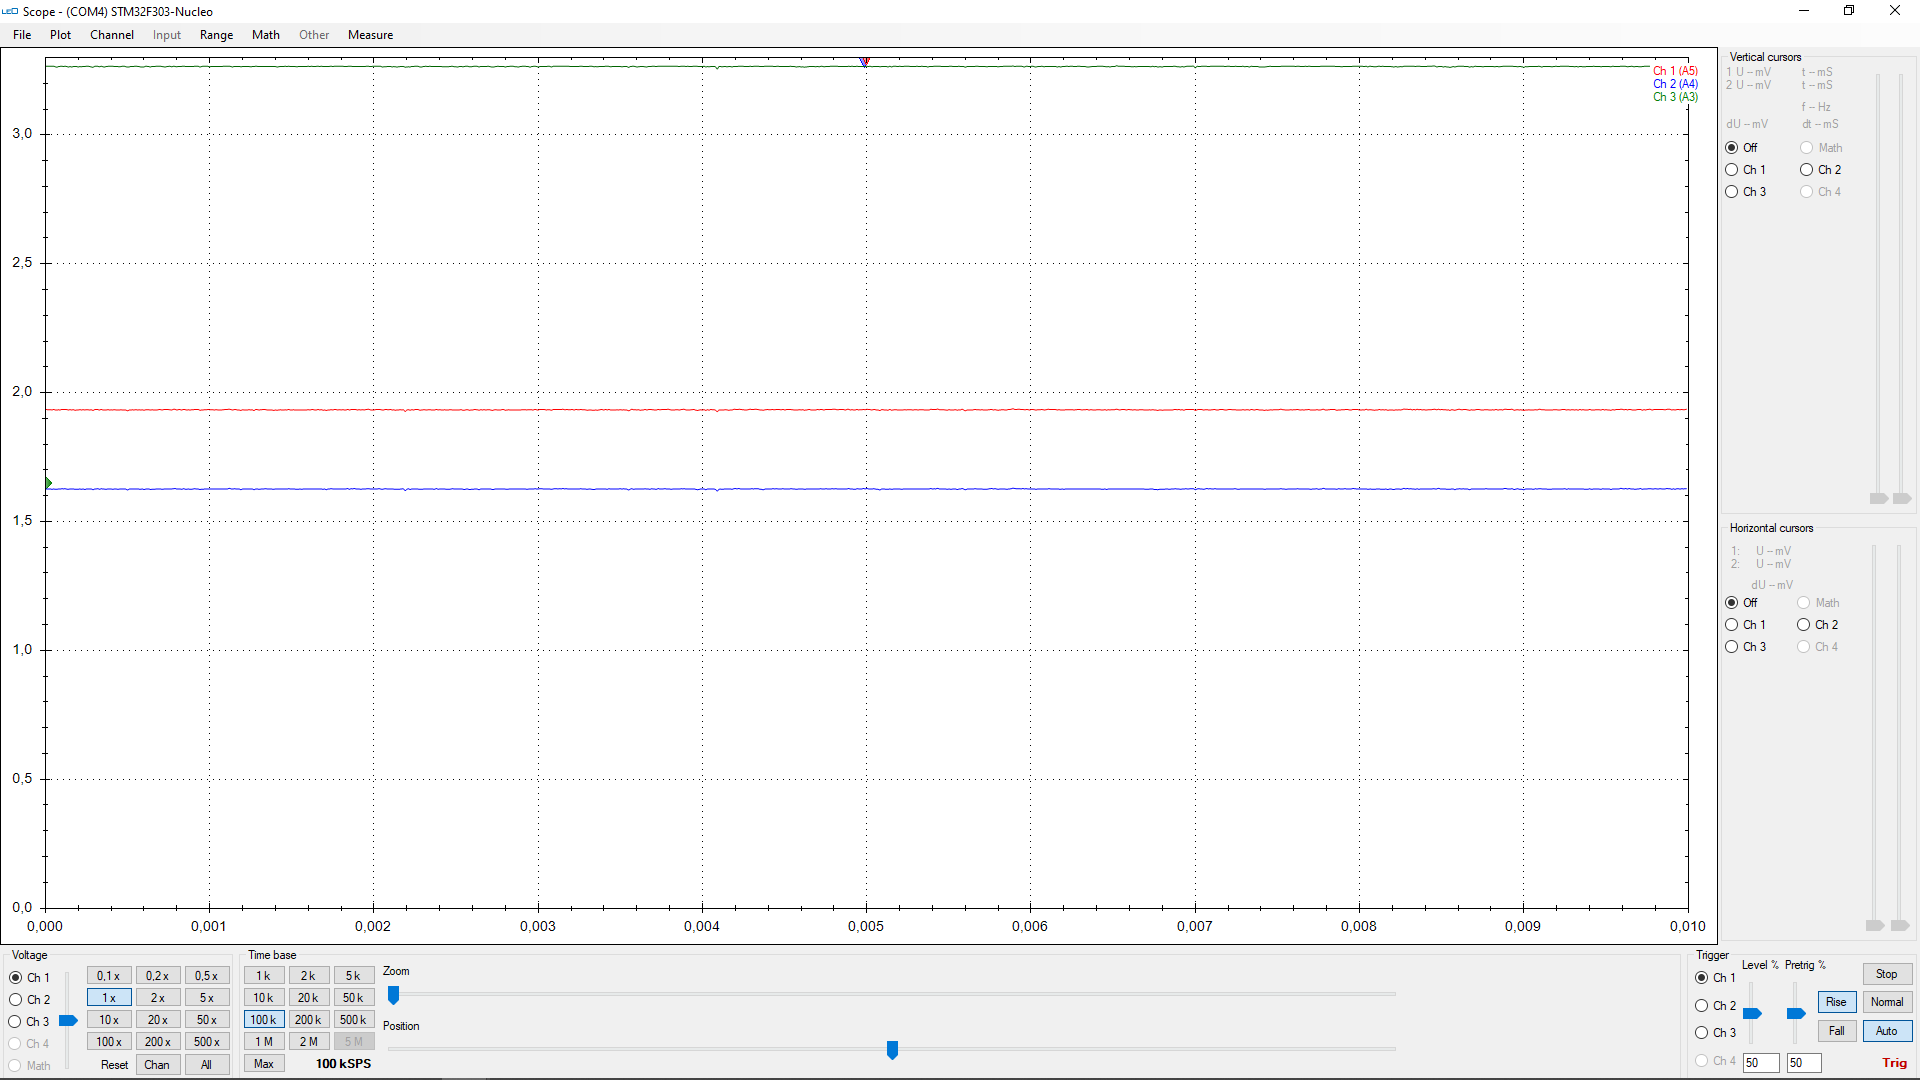 LEO Scope - (COM4) STM32F303-Nucleo
File Plot Channel Input Range Math Other Measure
Ch 1 (A5)
Ch 2 (A4)
Ch 3 (A3)
3,0
2,5
2,0
1,5
1,0
0,5
0,0
0,000 0,001 0,002 0,003 0,004 0,005 0,006 0,007 0,008 0,009 0,010
Vertical cursors
1 U -- mV t -- mS
2 U -- mV t -- mS
f -- Hz
dU -- mV dt -- mS
Off Math
Ch 1 Ch 2
Ch 3 Ch 4
Horizontal cursors
1: U -- mV
2: U -- mV
dU -- mV
Off Math
Ch 1 Ch 2
Ch 3 Ch 4
Voltage
Ch 1 0,1 x 0,2 x 0,5 x
Ch 2 1 x 2 x 5 x
Ch 3 10 x 20 x 50 x
Ch 4 100 x 200 x 500 x
Math Reset Chan All
Time base
1 k 2 k 5 k
10 k 20 k 50 k
100 k 200 k 500 k
1 M 2 M 5 M
Max 100 kSPS
Zoom
Position
Trigger
Level % Pretrig %
Ch 1 Stop
Ch 2 Rise Normal
Ch 3 Fall Auto
Ch 4 50 50 Trig